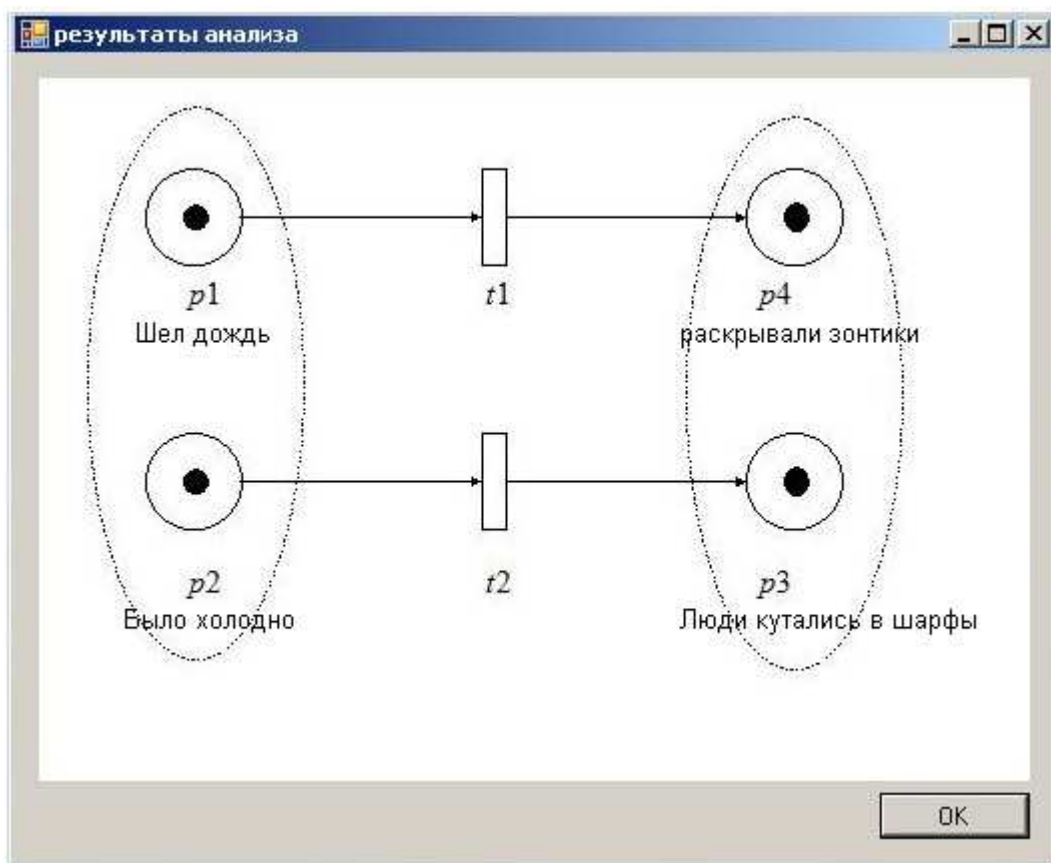 результаты анализа
p1
t1
p4
Шел дождь
раскрывали зонтики
p2
t2
p3
Было холодно
Люди кутались в шарфы
OK